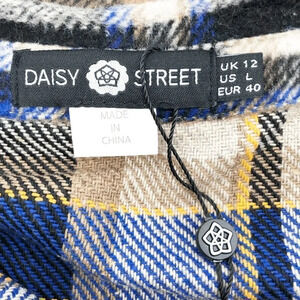 DAISY STREET
UK 12
US L
EUR 40
MADE
IN
CHINA